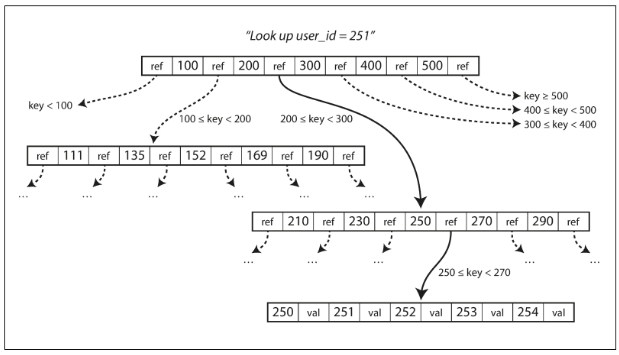 “Look up user_id = 251”
ref 100 ref 200 ref 300 ref 400 ref 500 ref
key < 100
key ≥ 500
400 ≤ key < 500
300 ≤ key < 400
100 ≤ key < 200
200 ≤ key < 300
ref 111 ref 135 ref 152 ref 169 ref 190 ref
... ... ... ... ... ...
ref 210 ref 230 ref 250 ref 270 ref 290 ref
... ... ... ... ...
250 ≤ key < 270
250 val 251 val 252 val 253 val 254 val